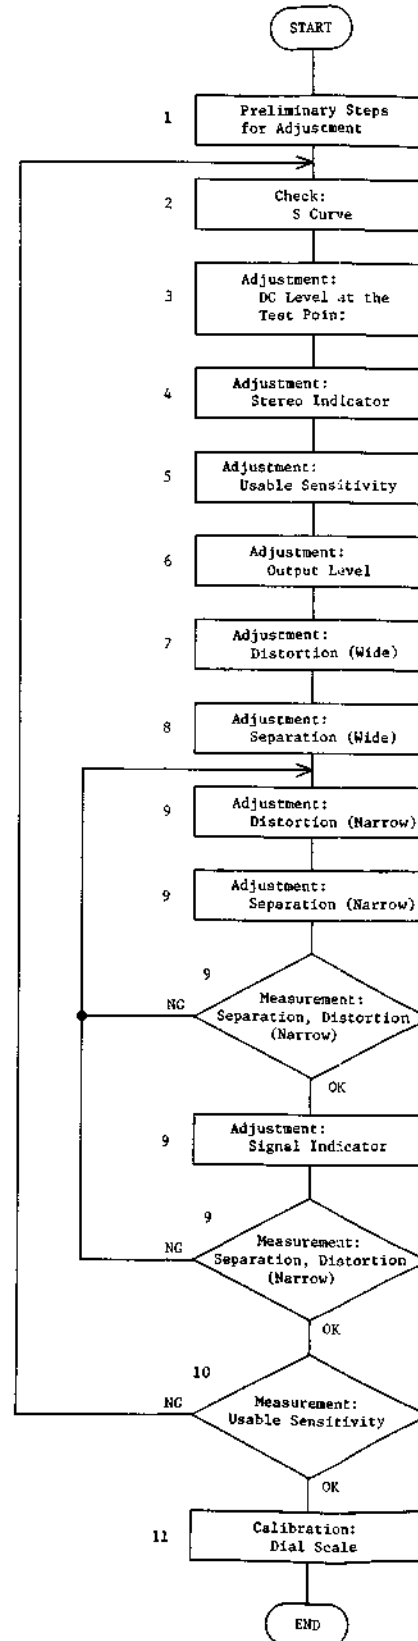 START
1
Preliminary Steps
for Adjustment
2
Check:
S Curve
3
Adjustment:
DC Level at the
Test Point
4
Adjustment:
Stereo Indicator
5
Adjustment:
Usable Sensitivity
6
Adjustment:
Output Level
7
Adjustment:
Distortion (Wide)
8
Adjustment:
Separation (Wide)
9
Adjustment:
Distortion (Narrow)
9
Adjustment:
Separation (Narrow)
9
NG
Measurement:
Separation, Distortion
(Narrow)
OK
9
Adjustment:
Signal Indicator
9
NG
Measurement:
Separation, Distortion
(Narrow)
OK
10
NG
Measurement:
Usable Sensitivity
OK
11
Calibration:
Dial Scale
END